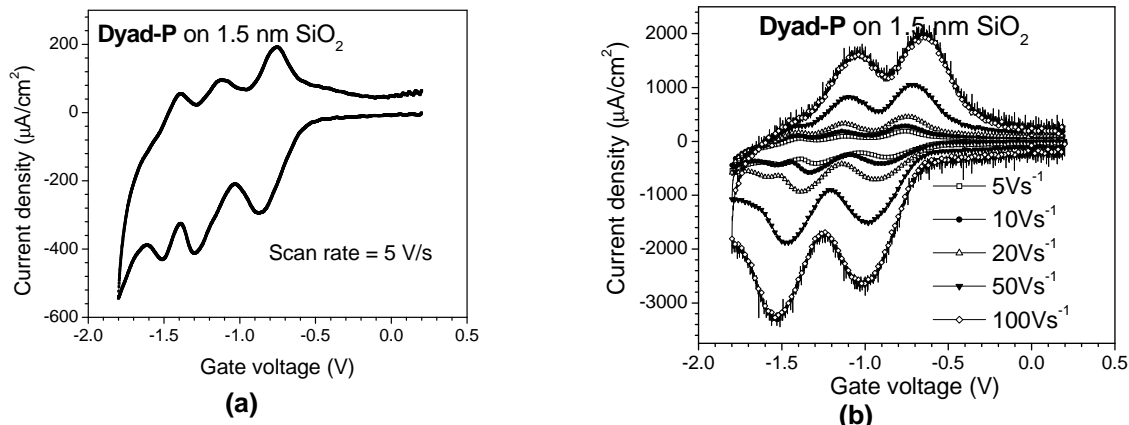 Dyad-P on 1.5 nm SiO₂
200
0
-200
-400
-600
Current density (μA/cm²)
Scan rate = 5 V/s
-2.0 -1.5 -1.0 -0.5 0.0 0.5
Gate voltage (V)
(a)
Dyad-P on 1.5 nm SiO₂
2000
1000
0
-1000
-2000
-3000
Current density (μA/cm²)
5Vs⁻¹
10Vs⁻¹
20Vs⁻¹
50Vs⁻¹
100Vs⁻¹
-2.0 -1.5 -1.0 -0.5 0.0 0.5
Gate voltage (V)
(b)